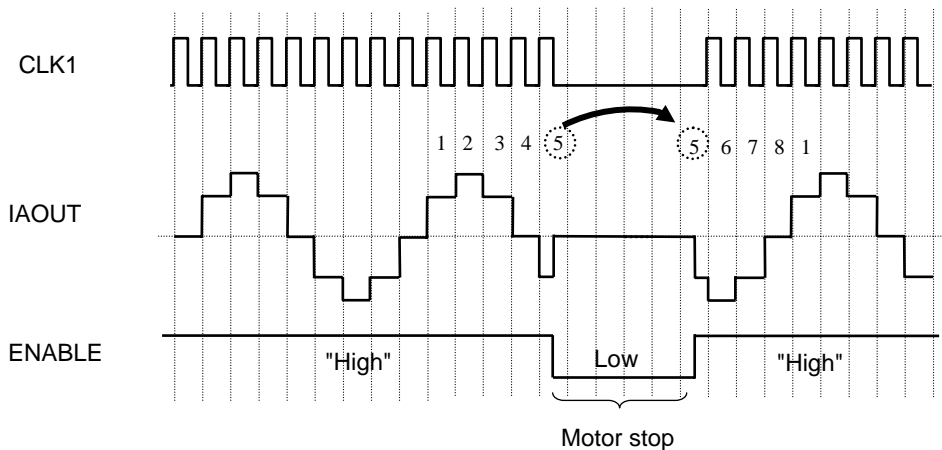 CLK1
1 2 3 4 5 5 6 7 8 1
IAOUT
ENABLE
"High" Low "High"
Motor stop